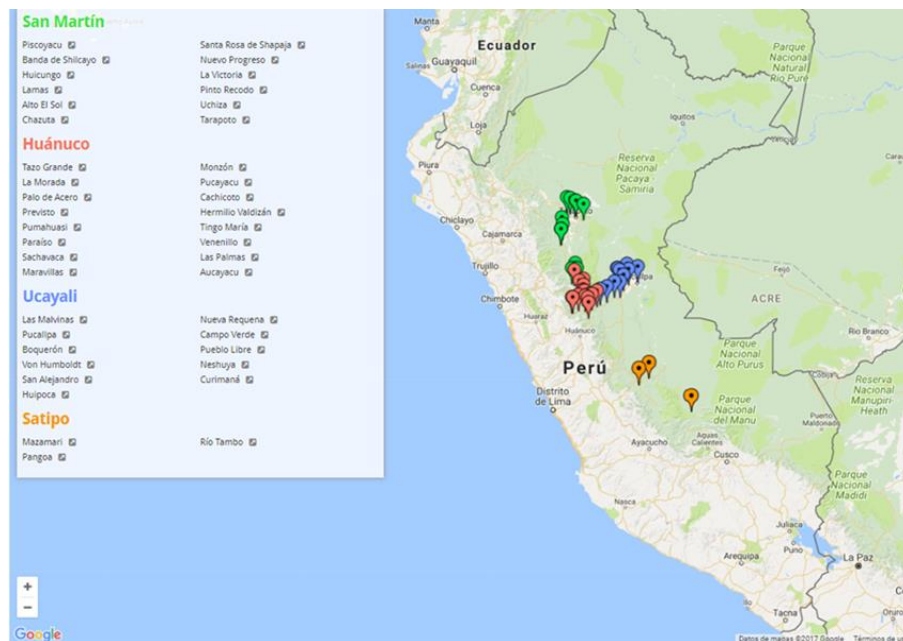 San Martín
Piscoyacu Santa Rosa de Shapaja
Banda de Shilcayo Nuevo Progreso
Huicungo La Victoria
Lamas Pinto Recodo
Alto El Sol Uchiza
Chazuta Tarapoto
Huánuco
Tazo Grande Monzón
La Morada Pucayacu
Palo de Acero Cachicoto
Previsto Hermilio Valdizán
Pumahuasi Tingo María
Paraíso Venenillo
Sachavaca Las Palmas
Maravillas Aucayacu
Ucayali
Las Malvinas Nueva Requena
Pucallpa Campo Verde
Boquerón Pueblo Libre
Von Humboldt Neshuya
San Alejandro Curimaná
Huipoca
Satipo
Mazamari Río Tambo
Pangoa
Manta
Ecuador
Salinas Guayaquil
Cuenca
Loja
Parque
Nacional
Natural
Río Puré
Iquitos
Piura
Reserva
Nacional
Pacaya -
Samiria
Chiclayo
Cajamarca
Trujillo
Chimbote
Huaraz
Huánuco
Feijó
ACRE
Rio Branco
Perú
Parque
Nacional
Alto Purus
Cobija
Distrito
de Lima
Reserva
Nacional
Manuripi-
Heath
Parque
Nacional
del Manu
Puerto
Maldonado
Ayacucho
Aguas
Calientes
Cusco
Parque
Nacional
Madidi
Nasca
Juliaca
Puno
La Paz
Arequipa
Ilo
Tacna
+
−
Google
Datos de mapas ©2017 Google Términos de